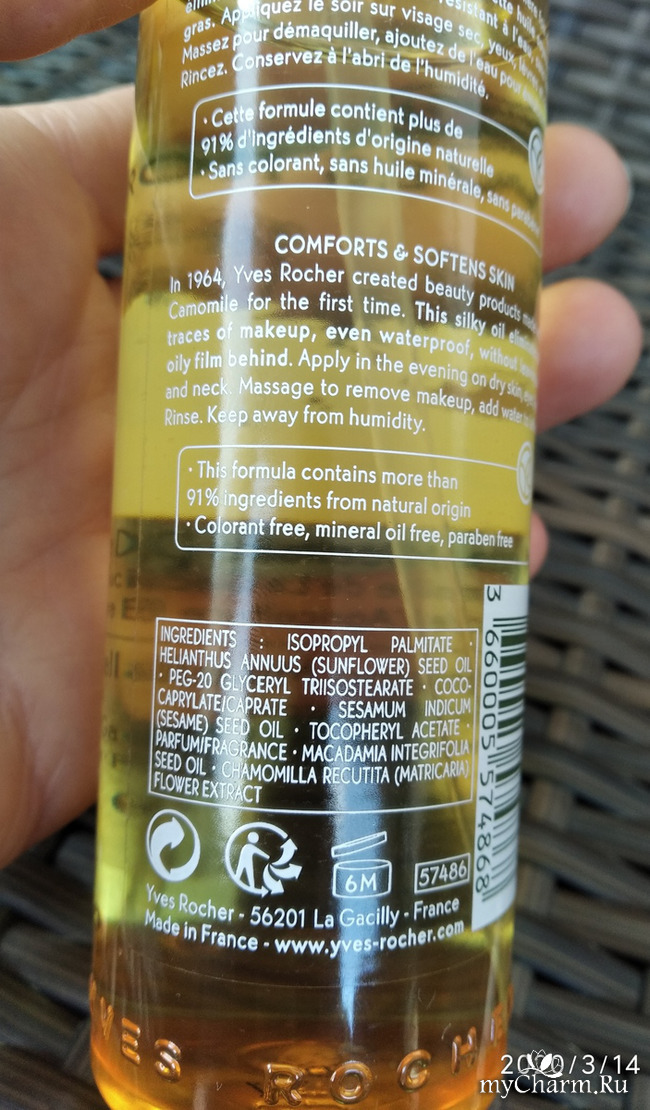 gras. Appliquez le soir sur visage sec, yeux,
Massez pour démaquiller, ajoutez de l'eau pour
Rincez. Conservez à l'abri de l'humidité.
· Cette formule contient plus de
91% d'ingrédients d'origine naturelle
· Sans colorant, sans huile minérale, sans
COMFORTS & SOFTENS SKIN
In 1964, Yves Rocher created beauty products
Camomile for the first time. This silky oil
traces of makeup, even waterproof, without
oily film behind. Apply in the evening on dry skin,
and neck. Massage to remove makeup, add water
Rinse. Keep away from humidity.
· This formula contains more than
91% ingredients from natural origin
· Colorant free, mineral oil free, paraben free
INGREDIENTS : ISOPROPYL PALMITATE ·
HELIANTHUS ANNUUS (SUNFLOWER) SEED OIL
· PEG-20 GLYCERYL TRIISOSTEARATE · COCO-
CAPRYLATE/CAPRATE · SESAMUM INDICUM
(SESAME) SEED OIL · TOCOPHERYL ACETATE ·
PARFUM/FRAGRANCE · MACADAMIA INTEGRIFOLIA
SEED OIL · CHAMOMILLA RECUTITA (MATRICARIA)
FLOWER EXTRACT
3 660005 574868
6M
57486
Yves Rocher - 56201 La Gacilly - France
Made in France - www.yves-rocher.com
YVES ROCHE
2020/3/14
myCharm.Ru